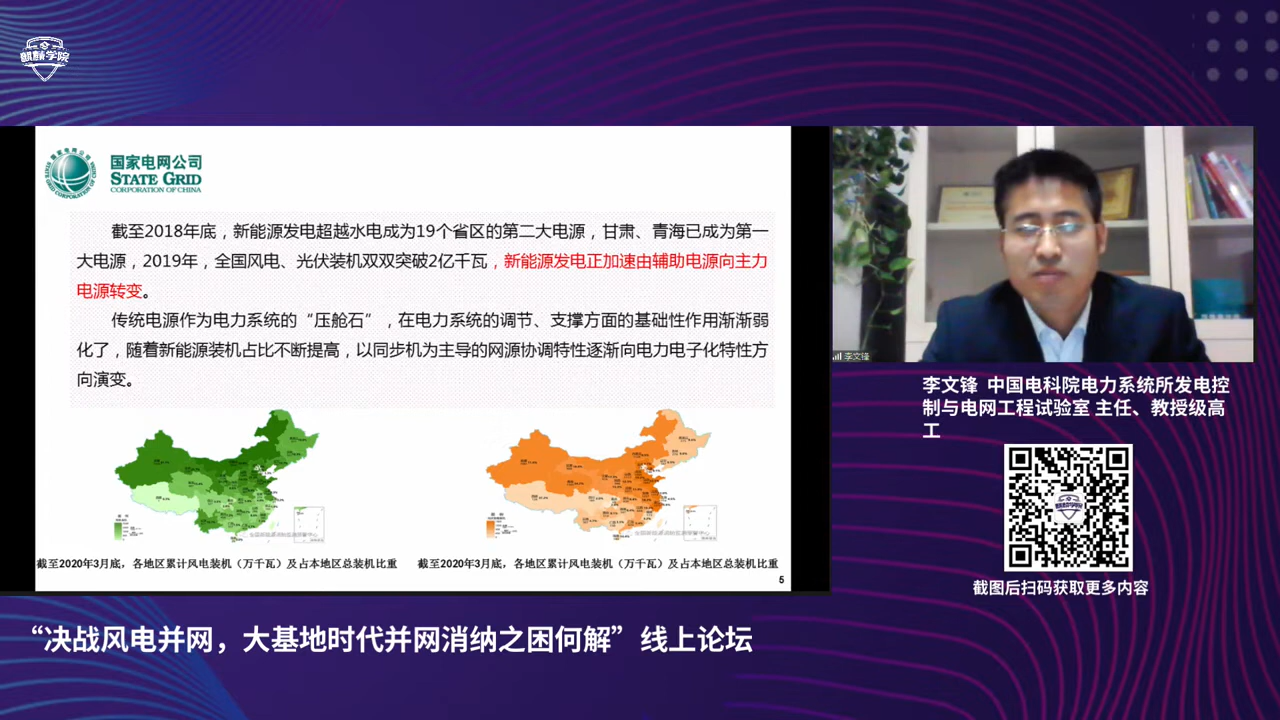 麒麟学院
国家电网公司
STATE GRID
CORPORATION OF CHINA
截至2018年底，新能源发电超越水电成为19个省区的第二大电源，甘肃、青海已成为第一
大电源，2019年，全国风电、光伏装机双双突破2亿千瓦，新能源发电正加速由辅助电源向主力
电源转变。
传统电源作为电力系统的“压舱石”，在电力系统的调节、支撑方面的基础性作用渐渐弱
化了，随着新能源装机占比不断提高，以同步机为主导的网源协调特性逐渐向电力电子化特性方
向演变。
截至2020年3月底，各地区累计风电装机（万千瓦）及占本地区总装机比重
截至2020年3月底，各地区累计风电装机（万千瓦）及占本地区总装机比重
5
李文锋
李文锋 中国电科院电力系统所发电控
制与电网工程试验室 主任、教授级高
工
截图后扫码获取更多内容
“决战风电并网，大基地时代并网消纳之困何解”线上论坛